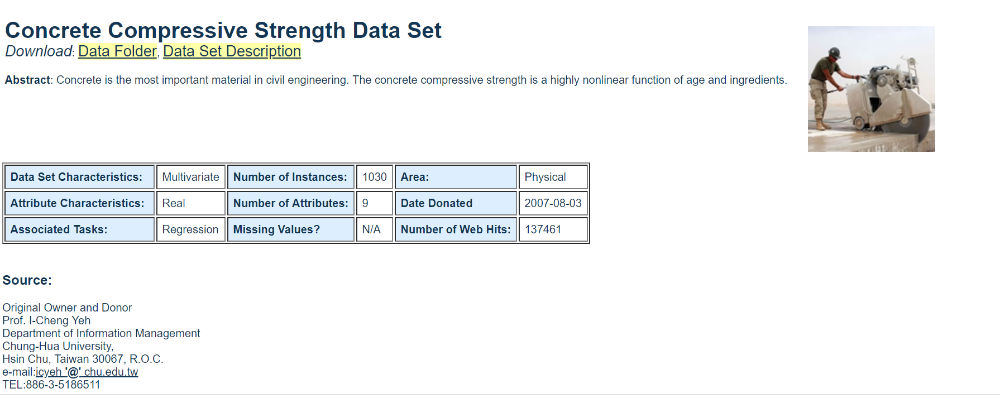 Concrete Compressive Strength Data Set
Download: Data Folder, Data Set Description
Abstract: Concrete is the most important material in civil engineering. The concrete compressive strength is a highly nonlinear function of age and ingredients.
Data Set Characteristics: Multivariate Number of Instances: 1030 Area: Physical
Attribute Characteristics: Real Number of Attributes: 9 Date Donated 2007-08-03
Associated Tasks: Regression Missing Values? N/A Number of Web Hits: 137461
Source:
Original Owner and Donor
Prof. I-Cheng Yeh
Department of Information Management
Chung-Hua University,
Hsin Chu, Taiwan 30067, R.O.C.
e-mail:icyeh '@' chu.edu.tw
TEL:886-3-5186511